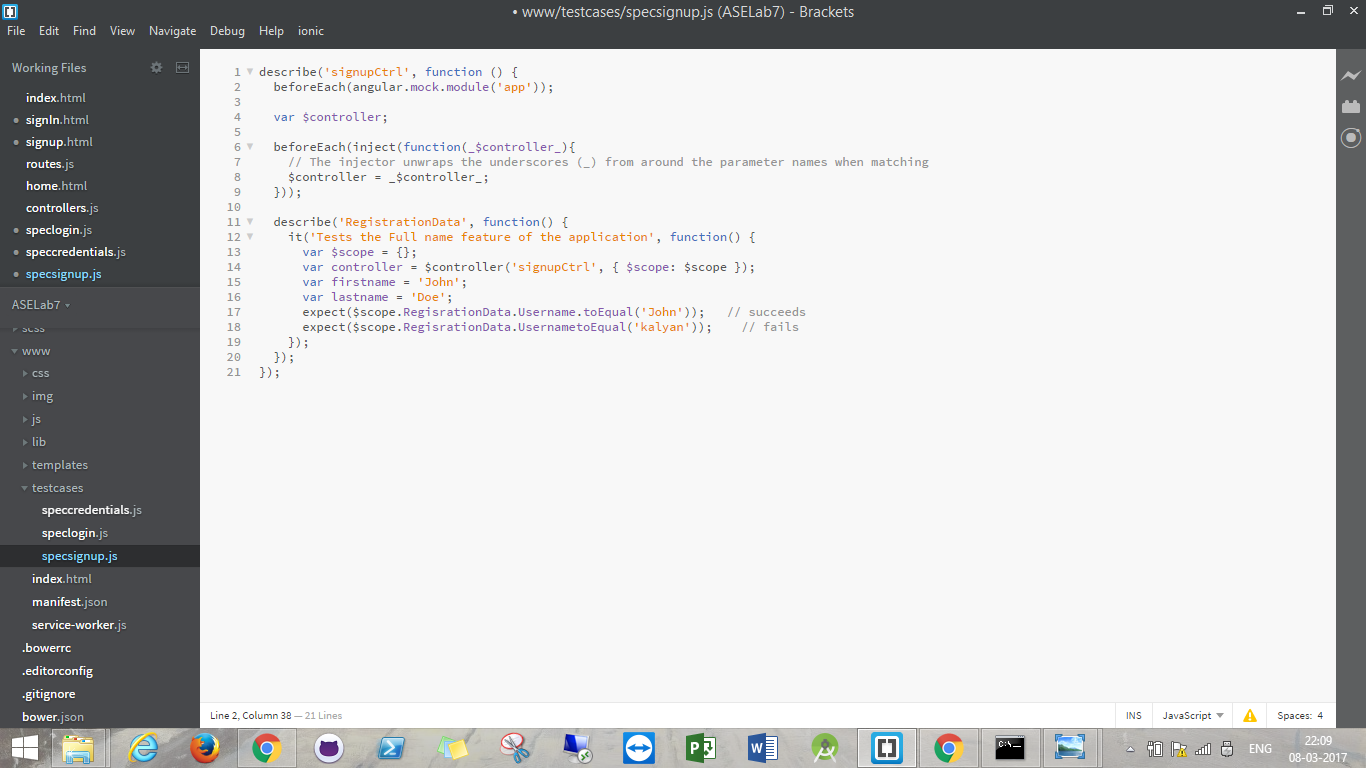 • www/testcases/specsignup.js (ASELab7) - Brackets
File Edit Find View Navigate Debug Help ionic
Working Files
index.html
signIn.html
signup.html
routes.js
home.html
controllers.js
speclogin.js
speccredentials.js
specsignup.js
ASELab7
scss
www
css
img
js
lib
templates
testcases
speccredentials.js
speclogin.js
specsignup.js
index.html
manifest.json
service-worker.js
.bowerrc
.editorconfig
.gitignore
bower.json
1 describe('signupCtrl', function () {
2 beforeEach(angular.mock.module('app'));
3
4 var $controller;
5
6 beforeEach(inject(function(_$controller_){
7 // The injector unwraps the underscores (_) from around the parameter names when matching
8 $controller = _$controller_;
9 }));
10
11 describe('RegistrationData', function() {
12 it('Tests the Full name feature of the application', function() {
13 var $scope = {};
14 var controller = $controller('signupCtrl', { $scope: $scope });
15 var firstname = 'John';
16 var lastname = 'Doe';
17 expect($scope.RegisrationData.Username.toEqual('John')); // succeeds
18 expect($scope.RegisrationData.UsernametoEqual('kalyan')); // fails
19 });
20 });
21 });
Line 2, Column 38 — 21 Lines
INS JavaScript Spaces: 4
ENG 22:09
08-03-2017